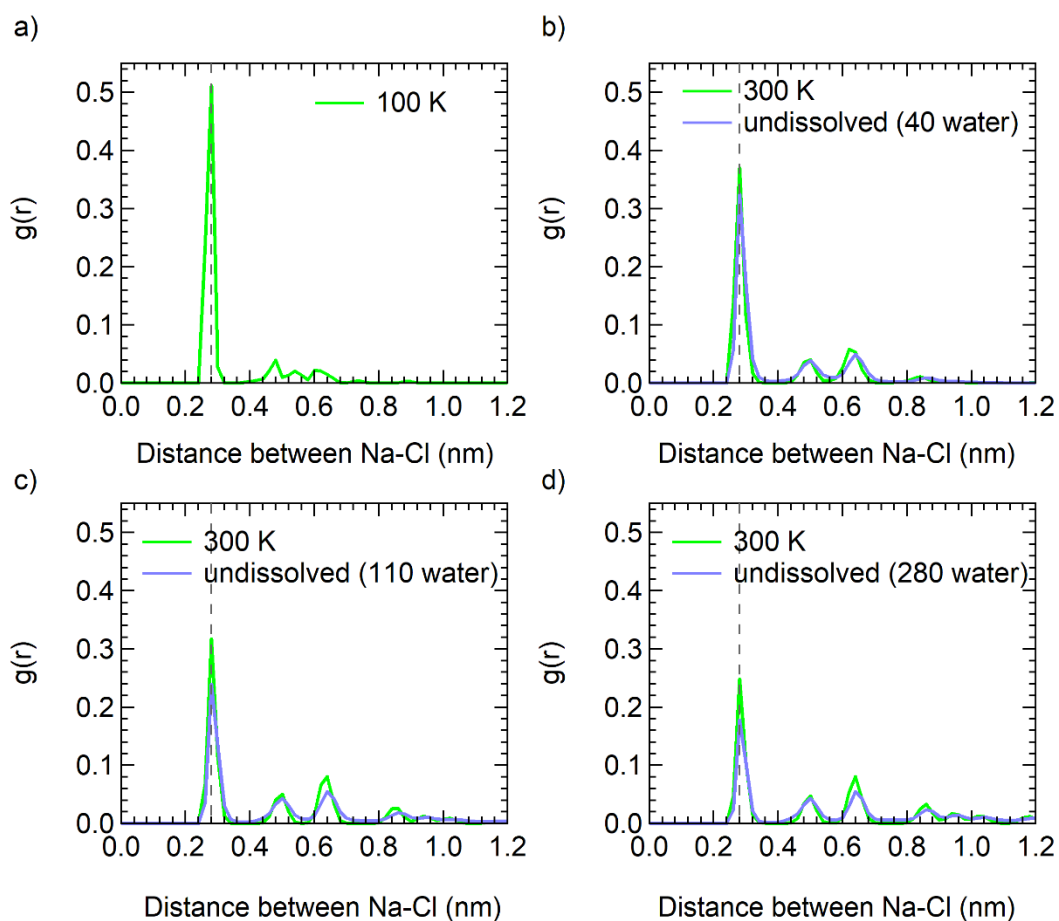 a)
0.5
0.4
0.3
0.2
0.1
0.0
g(r)
100 K
0.0 0.2 0.4 0.6 0.8 1.0 1.2
Distance between Na-Cl (nm)
b)
0.5
0.4
0.3
0.2
0.1
0.0
g(r)
300 K
undissolved (40 water)
0.0 0.2 0.4 0.6 0.8 1.0 1.2
Distance between Na-Cl (nm)
c)
0.5
0.4
0.3
0.2
0.1
0.0
g(r)
300 K
undissolved (110 water)
0.0 0.2 0.4 0.6 0.8 1.0 1.2
Distance between Na-Cl (nm)
d)
0.5
0.4
0.3
0.2
0.1
0.0
g(r)
300 K
undissolved (280 water)
0.0 0.2 0.4 0.6 0.8 1.0 1.2
Distance between Na-Cl (nm)